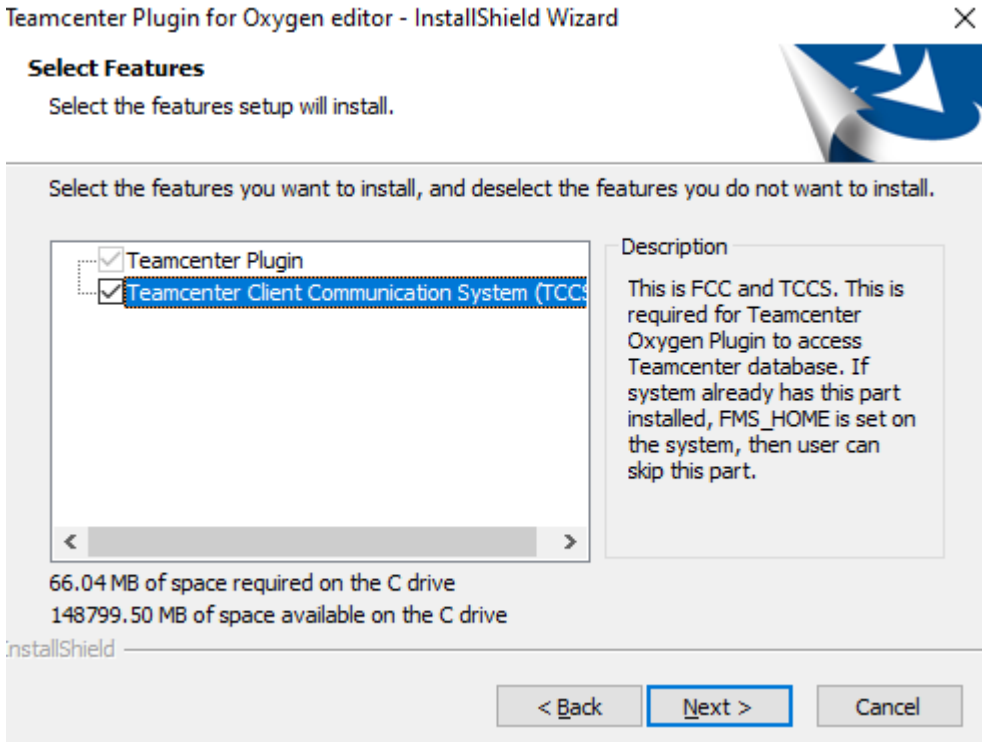 Teamcenter Plugin for Oxygen editor - InstallShield Wizard
Select Features
Select the features setup will install.
Select the features you want to install, and deselect the features you do not want to install.
Teamcenter Plugin
Teamcenter Client Communication System (TCCS
Description
This is FCC and TCCS. This is
required for Teamcenter
Oxygen Plugin to access
Teamcenter database. If
system already has this part
installed, FMS_HOME is set on
the system, then user can
skip this part.
66.04 MB of space required on the C drive
148799.50 MB of space available on the C drive
InstallShield
< Back
Next >
Cancel